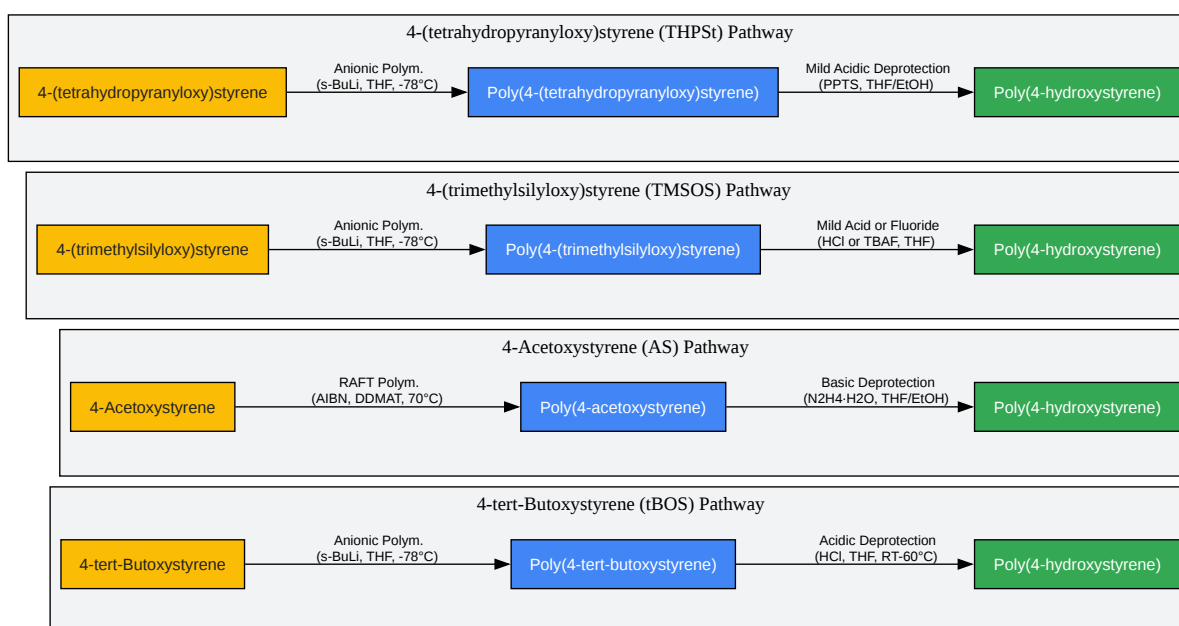 4-(tetrahydropyranyloxy)styrene (THPSt) Pathway
4-(tetrahydropyranyloxy)styrene
Anionic Polym.
(s-BuLi, THF, -78°C)
Poly(4-(tetrahydropyranyloxy)styrene)
Mild Acidic Deprotection
(PPTS, THF/EtOH)
Poly(4-hydroxystyrene)
4-(trimethylsilyloxy)styrene (TMSOS) Pathway
4-(trimethylsilyloxy)styrene
Anionic Polym.
(s-BuLi, THF, -78°C)
Poly(4-(trimethylsilyloxy)styrene)
Mild Acid or Fluoride
(HCl or TBAF, THF)
Poly(4-hydroxystyrene)
4-Acetoxystyrene (AS) Pathway
4-Acetoxystyrene
RAFT Polym.
(AIBN, DDMAT, 70°C)
Poly(4-acetoxystyrene)
Basic Deprotection
(N2H4·H2O, THF/EtOH)
Poly(4-hydroxystyrene)
4-tert-Butoxystyrene (tBOS) Pathway
4-tert-Butoxystyrene
Anionic Polym.
(s-BuLi, THF, -78°C)
Poly(4-tert-butoxystyrene)
Acidic Deprotection
(HCl, THF, RT-60°C)
Poly(4-hydroxystyrene)